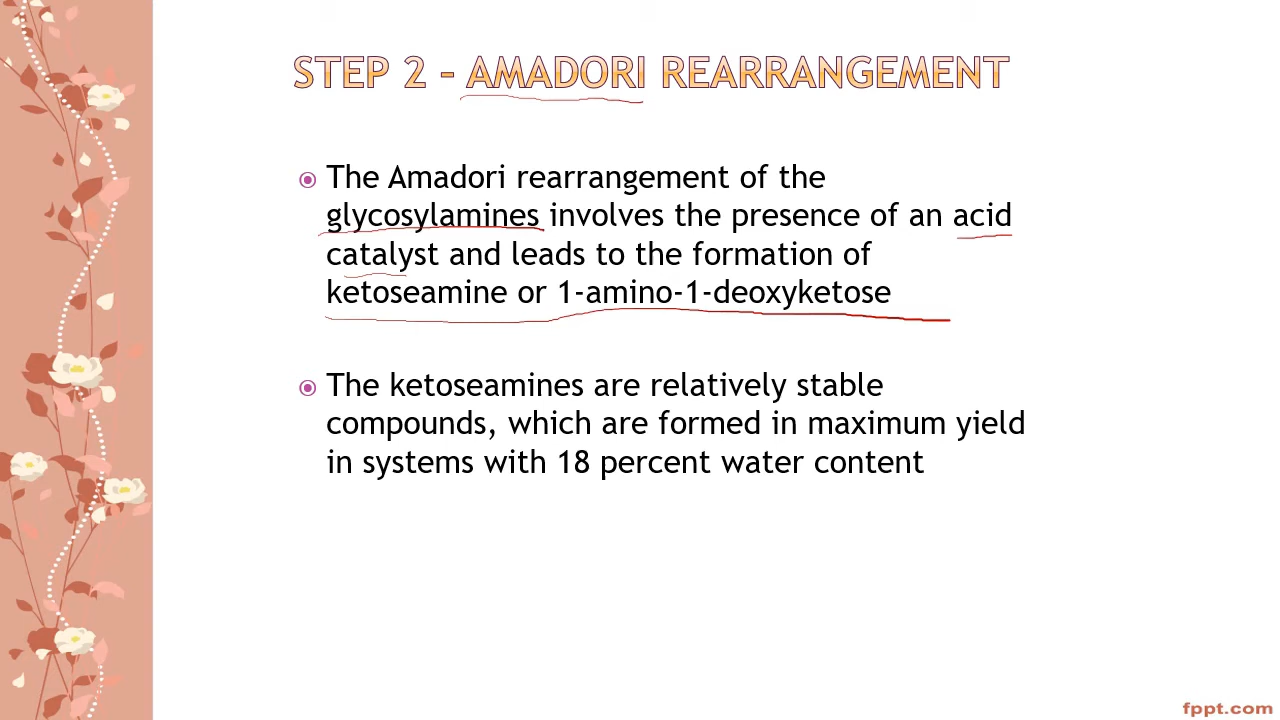 STEP 2 – AMADORI REARRANGEMENT
The Amadori rearrangement of the
glycosylamines involves the presence of an acid
catalyst and leads to the formation of
ketoseamine or 1-amino-1-deoxyketose
The ketoseamines are relatively stable
compounds, which are formed in maximum yield
in systems with 18 percent water content
fppt.com